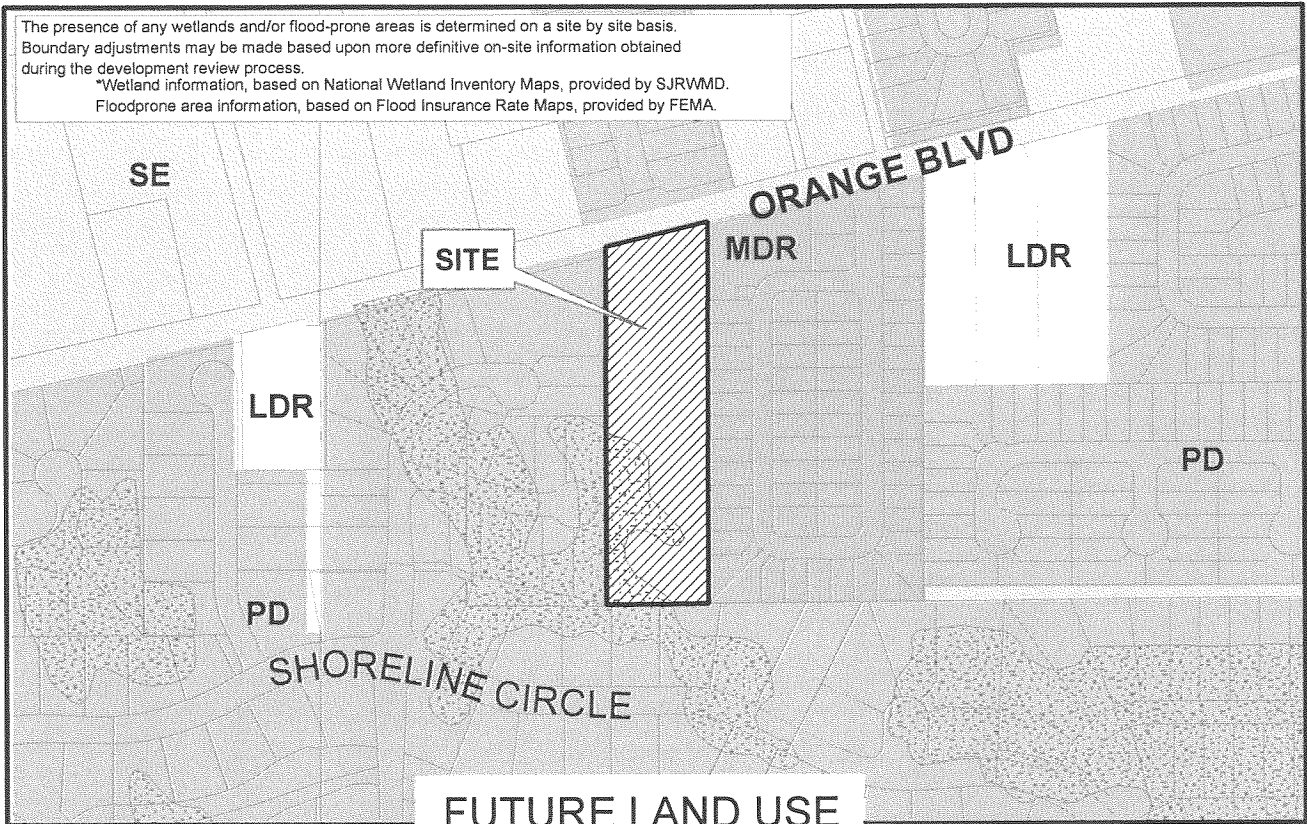 The presence of any wetlands and/or flood-prone areas is determined on a site by site basis.
Boundary adjustments may be made based upon more definitive on-site information obtained
during the development review process.
*Wetland information, based on National Wetland Inventory Maps, provided by SJRWMD.
Floodprone area information, based on Flood Insurance Rate Maps, provided by FEMA.
SE
ORANGE BLVD
SITE
MDR
LDR
LDR
PD
PD
SHORELINE CIRCLE
FUTURE LAND USE